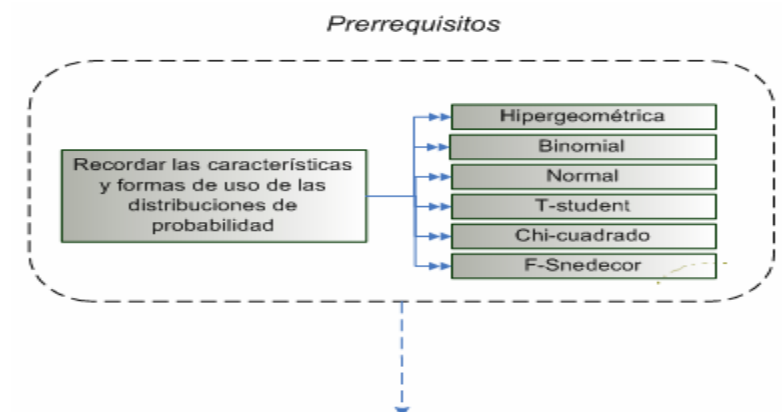 Prerrequisitos
Recordar las características
y formas de uso de las
distribuciones de
probabilidad
Hipergeométrica
Binomial
Normal
T-student
Chi-cuadrado
F-Snedecor